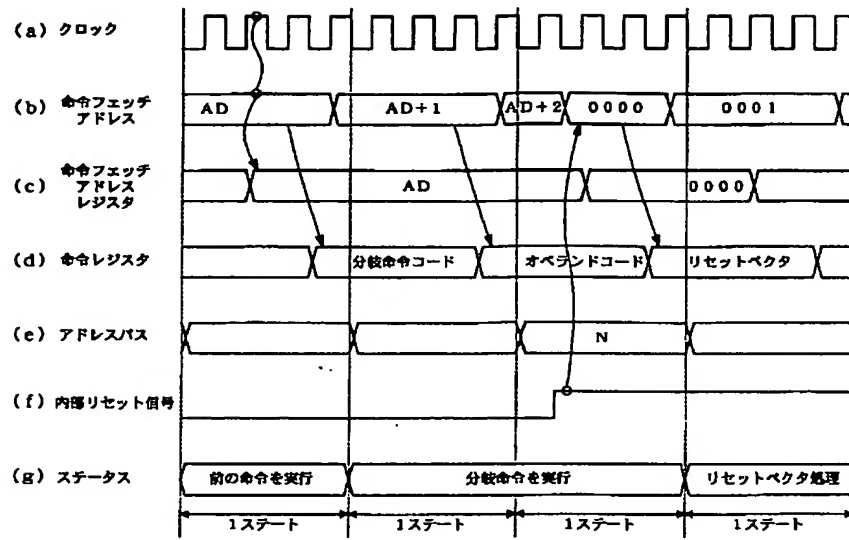 (a) クロック
(b) 命令フェッチ
アドレス
AD
AD+1
AD+2
0000
0001
(c) 命令フェッチ
アドレス
レジスタ
AD
0000
(d) 命令レジスタ
分岐命令コード
オペランドコード
リセットベクタ
(e) アドレスバス
N
(f) 内部リセット信号
(g) ステータス
前の命令を実行
分岐命令を実行
リセットベクタ処理
1ステート
1ステート
1ステート
1ステート